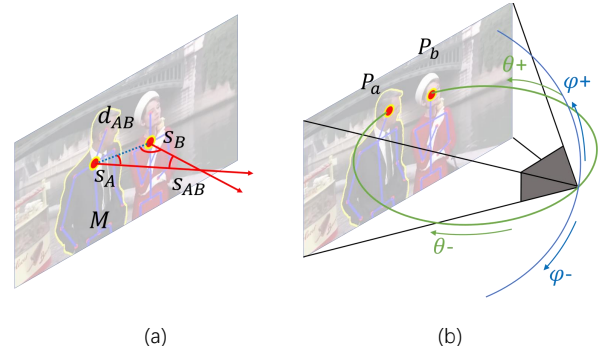 d_AB
s_B
s_A
s_AB
M
(a)
P_b
P_a
θ+
φ+
θ-
φ-
(b)